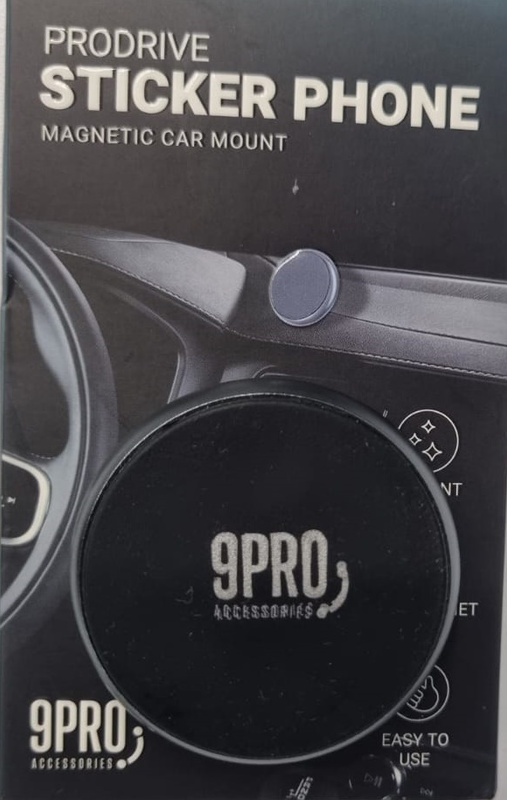 PRODRIVE
STICKER PHONE
MAGNETIC CAR MOUNT
NT
9PRO
ACCESSORIES
ET
9PRO
ACCESSORIES
EASY TO
USE